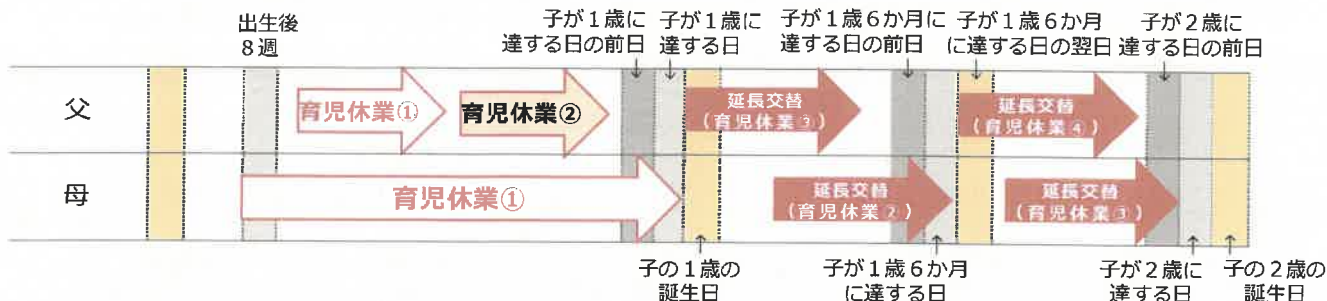 出生後
8週
子が1歳に
達する日の前日
子が1歳に
達する日
子が1歳6か月に
達する日の前日
子が1歳6か月
に達する日の翌日
子が2歳に
達する日の前日
父
育児休業①
育児休業②
延長交替
(育児休業③)
延長交替
(育児休業④)
母
育児休業①
延長交替
(育児休業②)
延長交替
(育児休業③)
子の1歳の
誕生日
子が1歳6か月
に達する日
子が2歳に
達する日
子の2歳の
誕生日